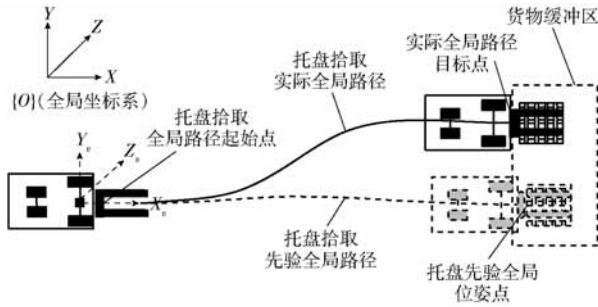 Y
Z
X
{O}(全局坐标系)
托盘拾取
全局路径起始点
Y_v
Z_v
X_v
托盘拾取
实际全局路径
实际全局路径
目标点
货物缓冲区
托盘拾取
先验全局路径
托盘先验全局
位姿点